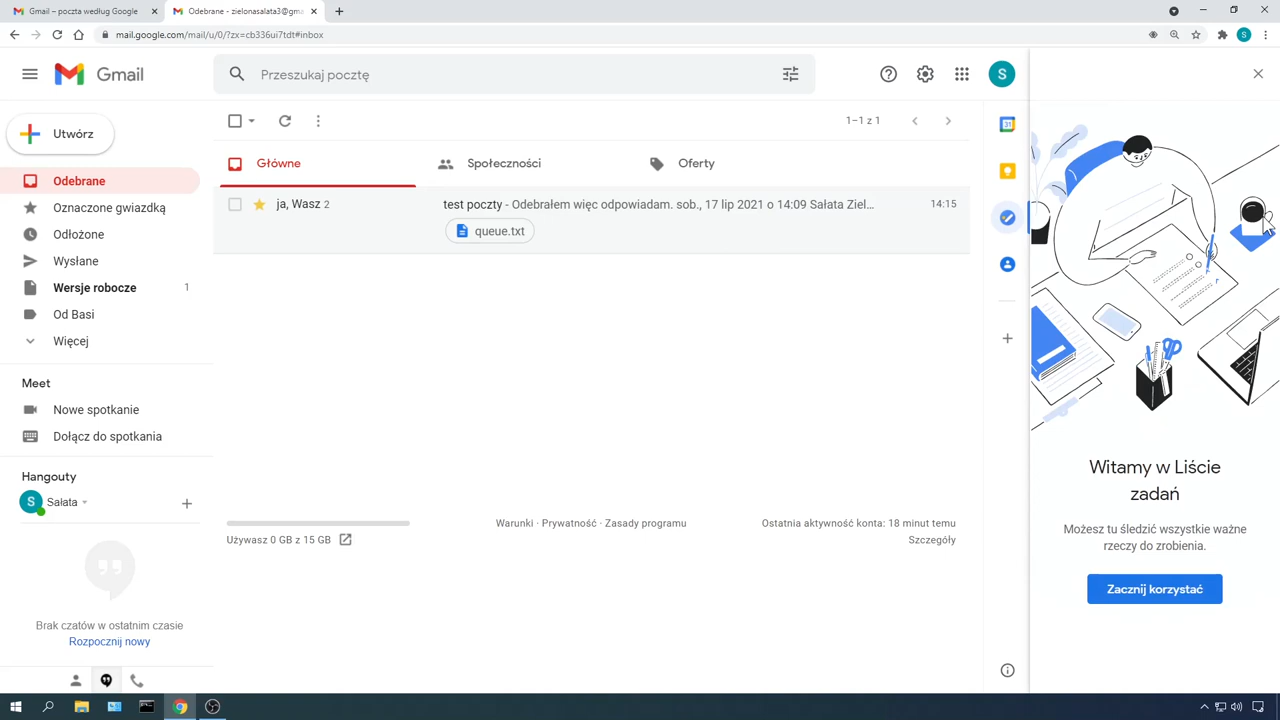 Gmail – poczta według Google
Odebrane - zielonasalata3@gma
mail.google.com/mail/u/0/?zx=cb336ui7tdt#inbox
S
Gmail
Przeszukaj pocztę
S
Utwórz
1–1 z 1
31
Główne
Społeczności
Oferty
Odebrane
Oznaczone gwiazdką
Odłożone
Wysłane
Wersje robocze 1
Od Basi
Więcej
ja, Wasz 2
test poczty - Odebrałem więc odpowiadam. sob., 17 lip 2021 o 14:09 Sałata Ziel…
14:15
queue.txt
Meet
Nowe spotkanie
Dołącz do spotkania
Hangouty
S
Sałata
Brak czatów w ostatnim czasie
Rozpocznij nowy
Używasz 0 GB z 15 GB
Warunki · Prywatność · Zasady programu
Ostatnia aktywność konta: 18 minut temu
Szczegóły
Witamy w Liście
zadań
Możesz tu śledzić wszystkie ważne
rzeczy do zrobienia.
Zacznij korzystać